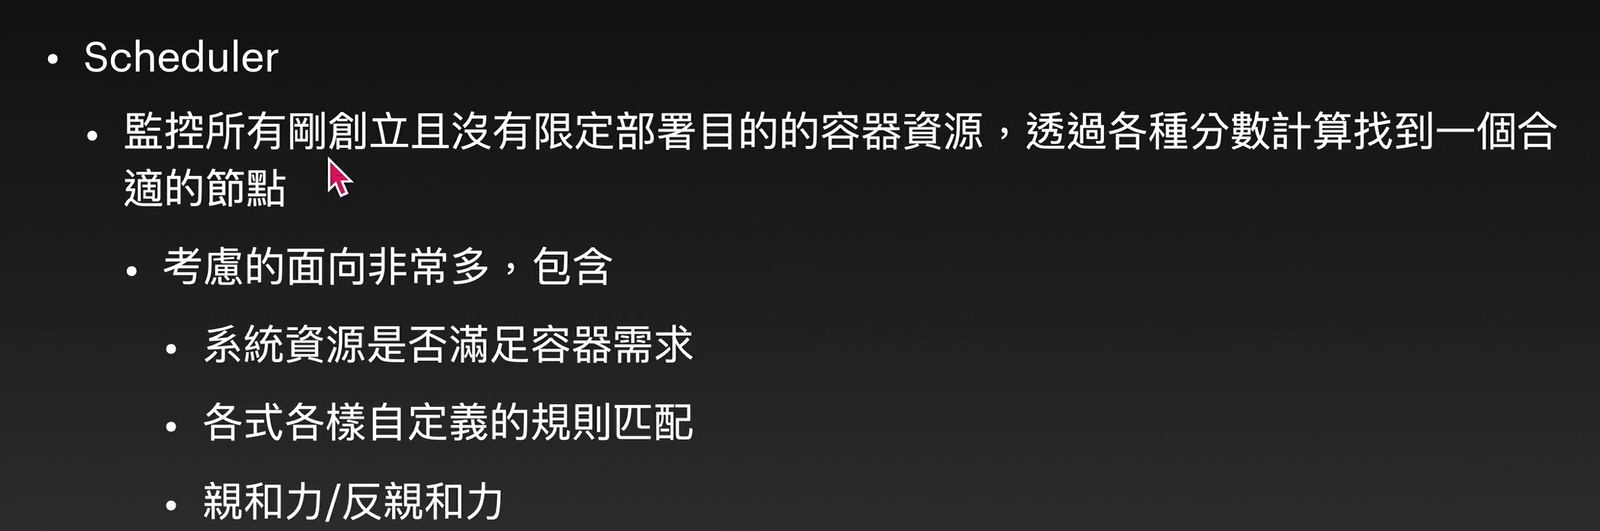 • Scheduler
• 監控所有剛創立且沒有限定部署目的的容器資源，透過各種分數計算找到一個合
適的節點
• 考慮的面向非常多，包含
• 系統資源是否滿足容器需求
• 各式各樣自定義的規則匹配
• 親和力/反親和力